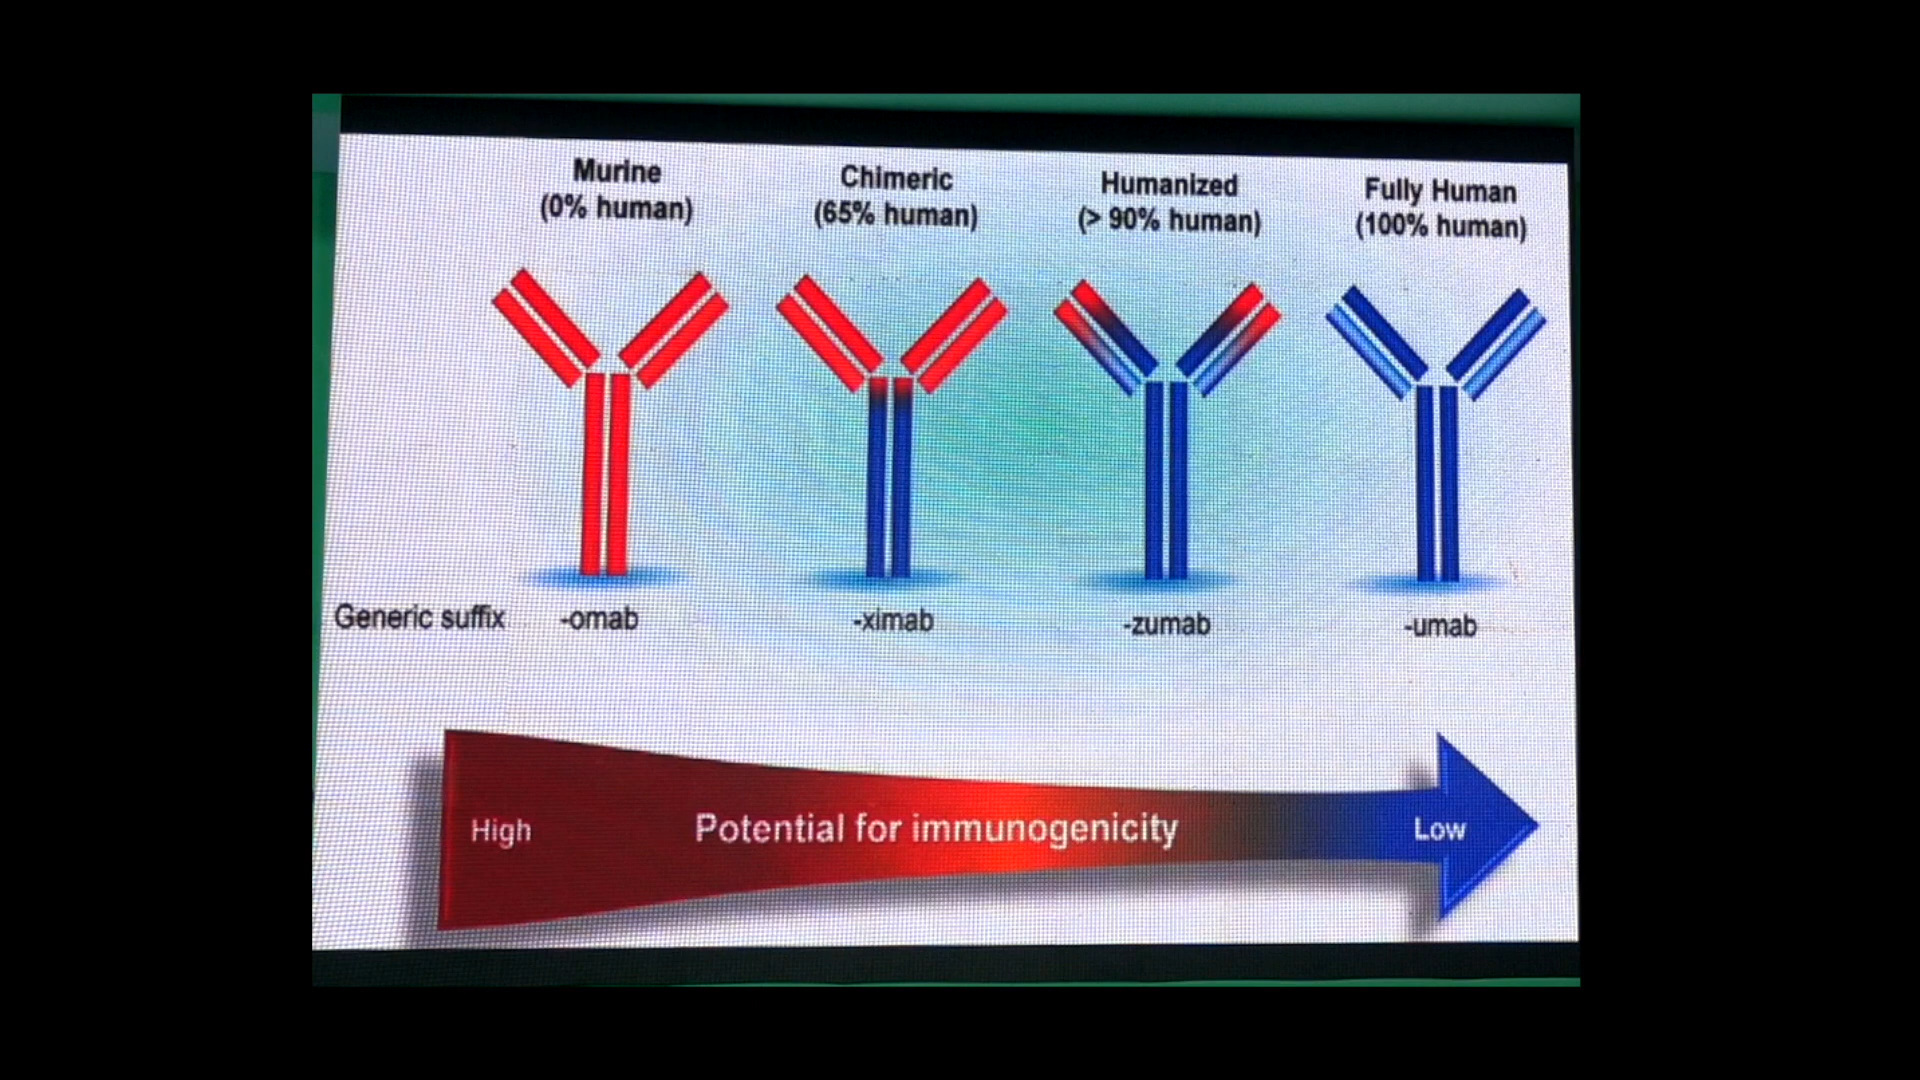 Murine
(0% human)
Chimeric
(65% human)
Humanized
(> 90% human)
Fully Human
(100% human)
Generic suffix
-omab
-ximab
-zumab
-umab
High
Potential for immunogenicity
Low